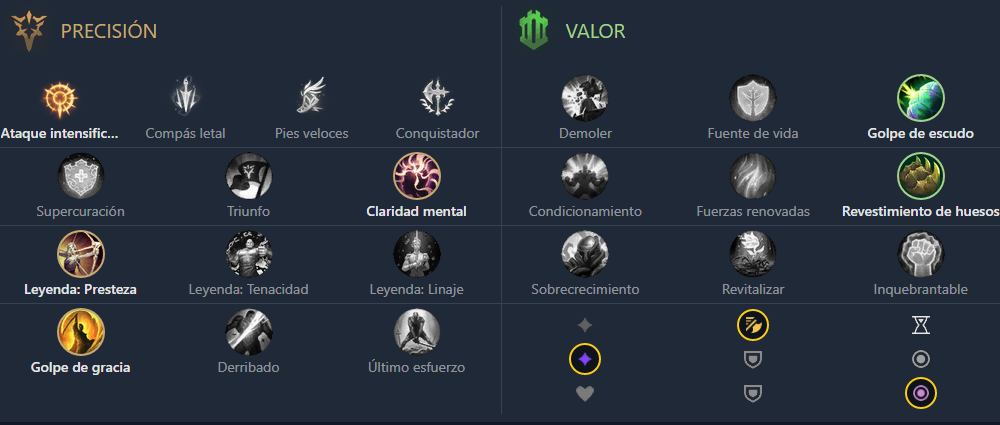 PRECISIÓN
Ataque intensific...
Compás letal
Pies veloces
Conquistador
Supercuración
Triunfo
Claridad mental
Leyenda: Presteza
Leyenda: Tenacidad
Leyenda: Linaje
Golpe de gracia
Derribado
Último esfuerzo
VALOR
Demoler
Fuente de vida
Golpe de escudo
Condicionamiento
Fuerzas renovadas
Revestimiento de huesos
Sobrecrecimiento
Revitalizar
Inquebrantable